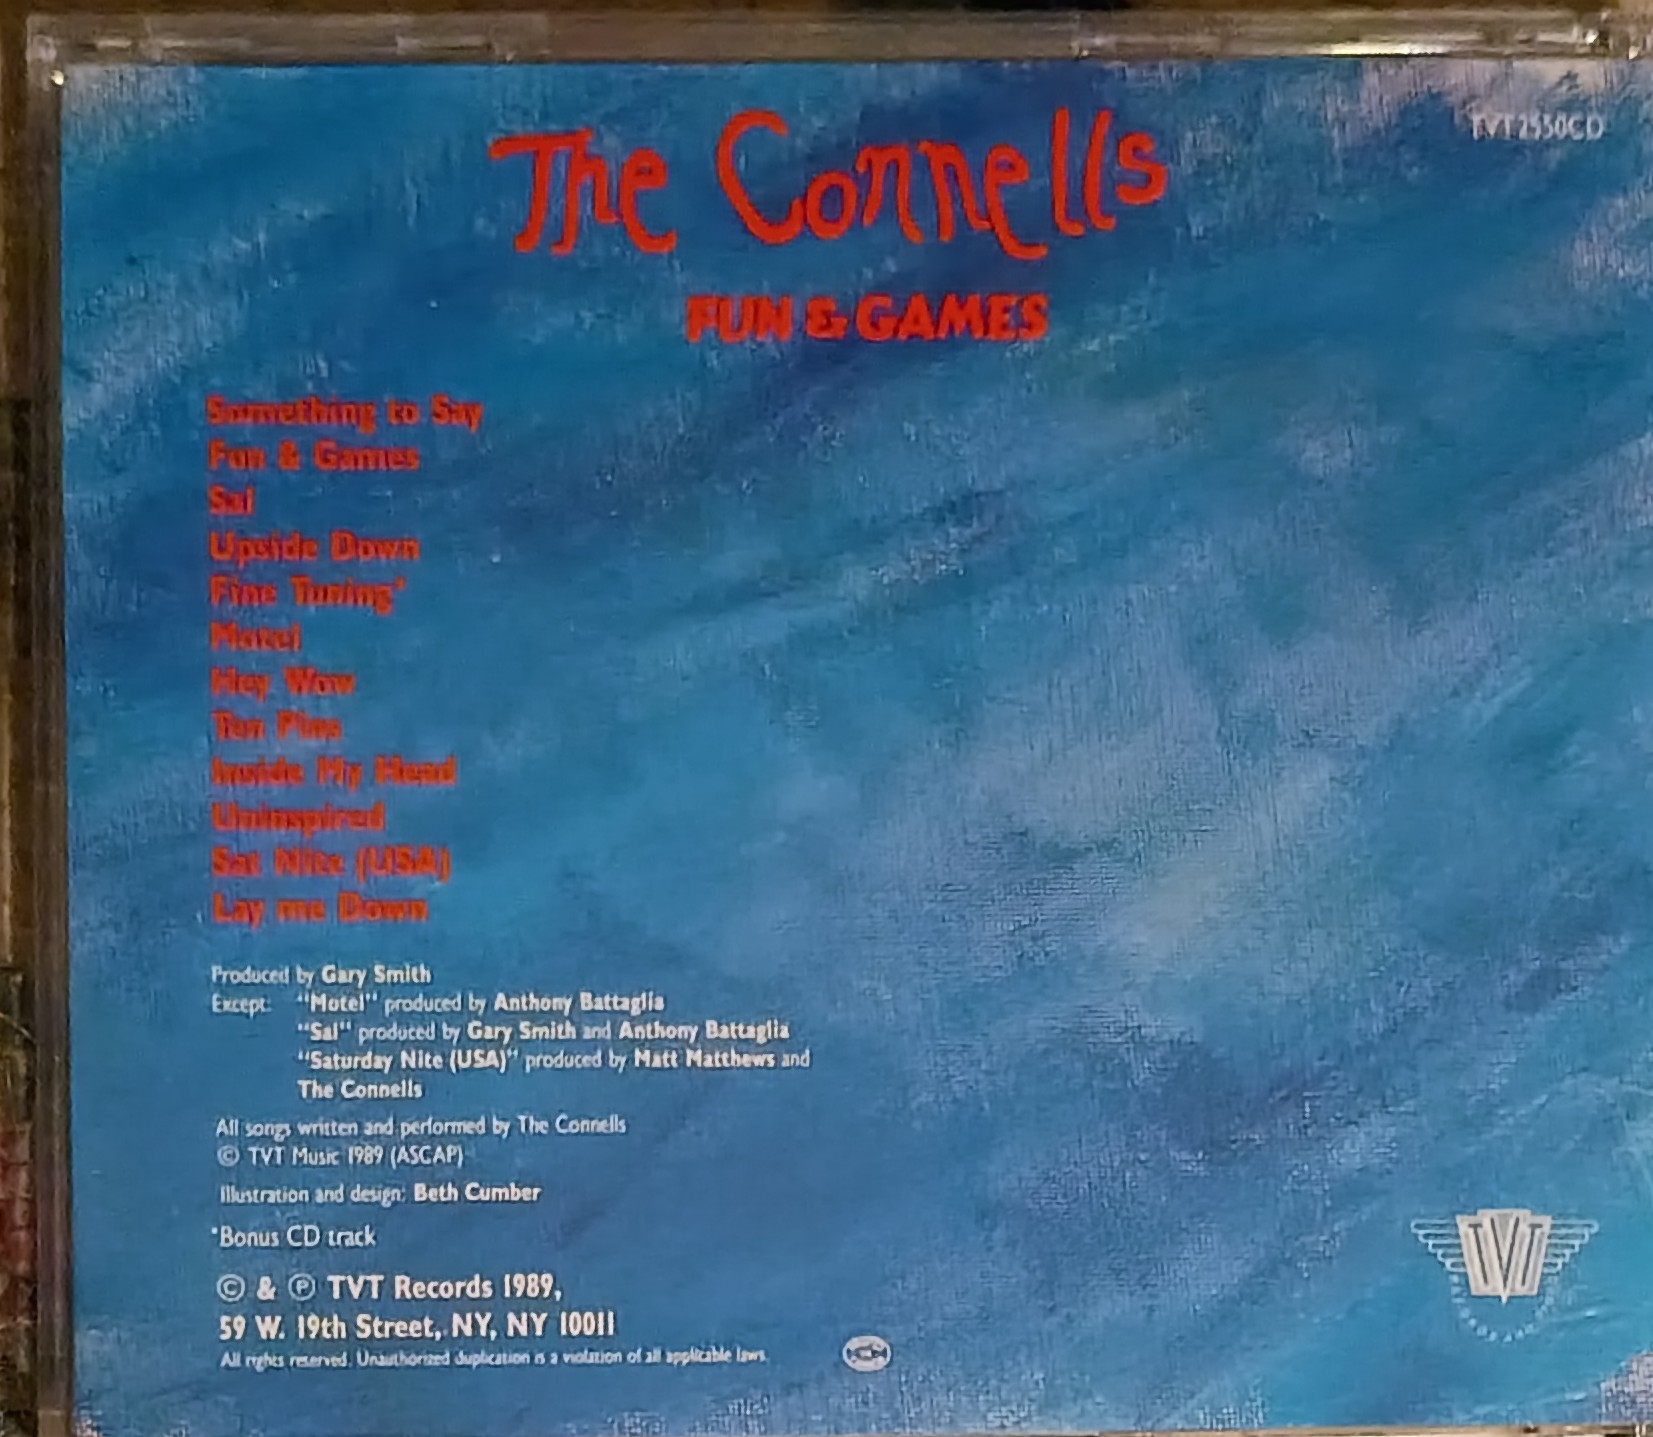 The Connells
TVT2550CD
FUN & GAMES
Something to Say
Fun & Games
Sal
Upside Down
Fine Tuning*
Motel
Hey Wow
Ten Pins
Inside My Head
Uninspired
Sat Nite (USA)
Lay me Down
Produced by Gary Smith
Except: "Motel" produced by Anthony Battaglia
"Sal" produced by Gary Smith and Anthony Battaglia
"Saturday Nite (USA)" produced by Matt Matthews and
The Connells
All songs written and performed by The Connells
© TVT Music 1989 (ASCAP)
Illustration and design: Beth Cumber
*Bonus CD track
© & ℗ TVT Records 1989,
59 W. 19th Street, NY, NY 10011
All rights reserved. Unauthorized duplication is a violation of all applicable laws.
TVT